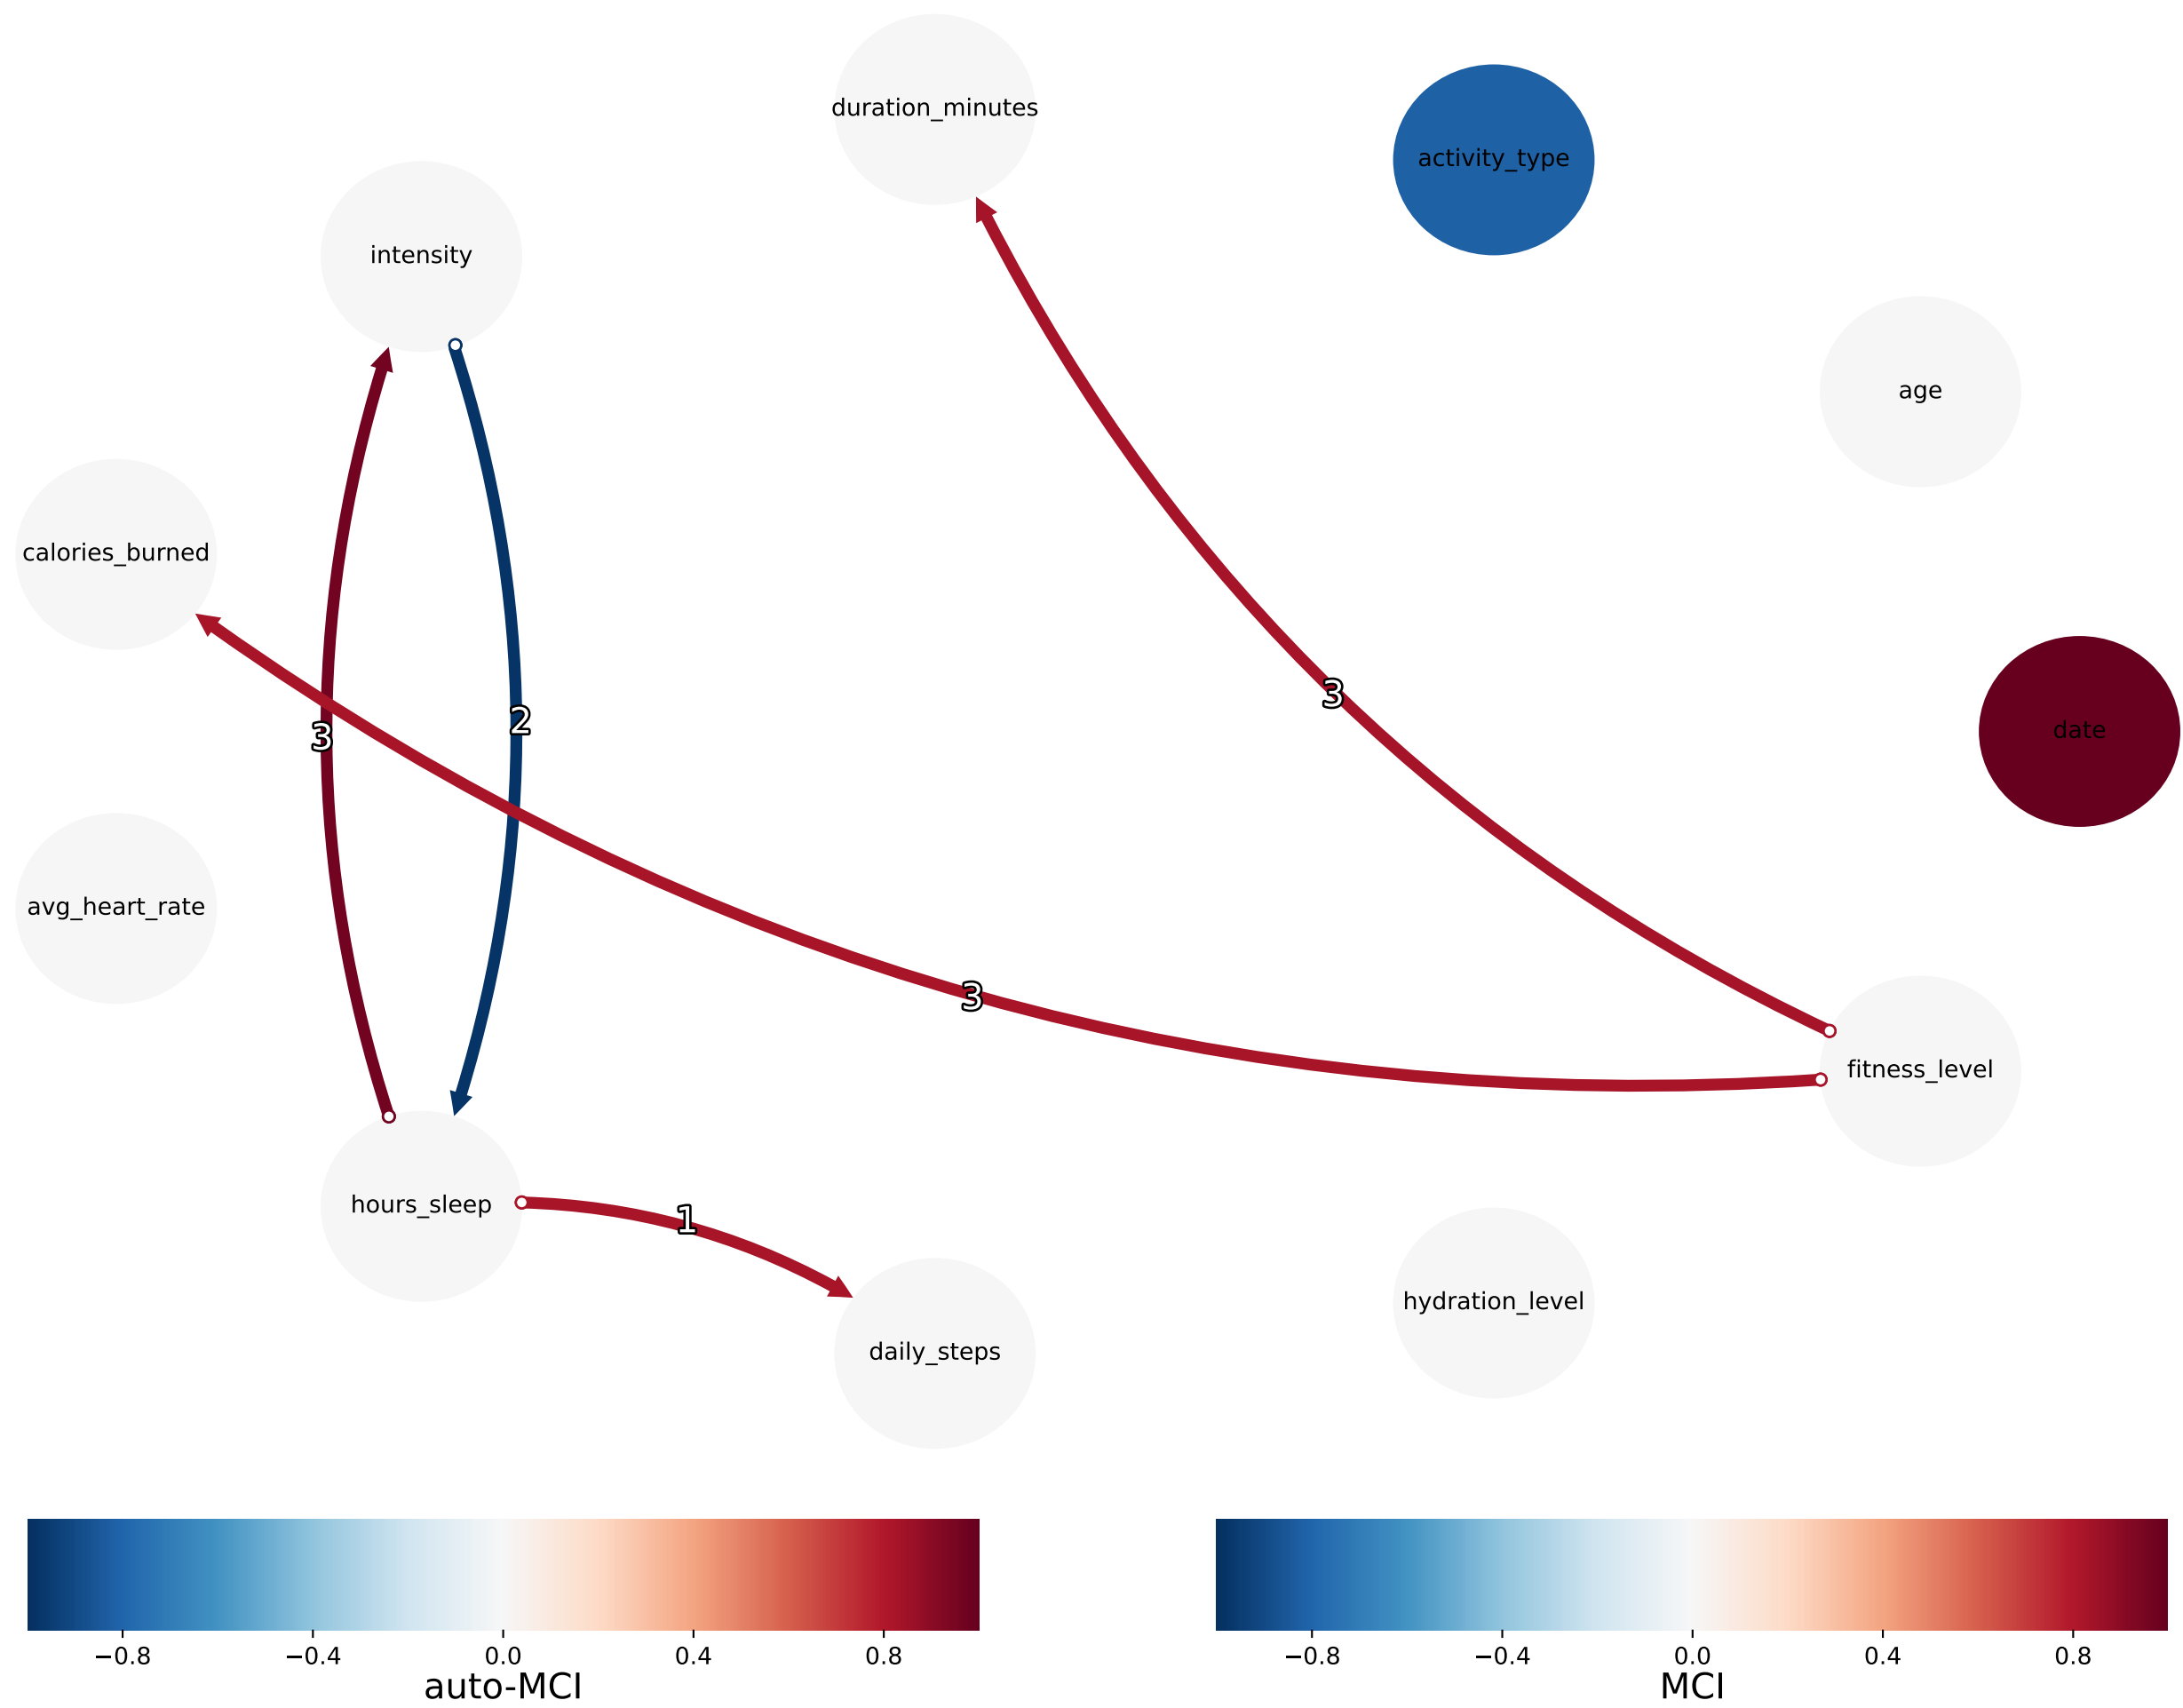 duration_minutes
activity_type
intensity
age
calories_burned
3
2
3
date
avg_heart_rate
3
fitness_level
hours_sleep
1
hydration_level
daily_steps
−0.8 −0.4 0.0 0.4 0.8
auto-MCI
−0.8 −0.4 0.0 0.4 0.8
MCI